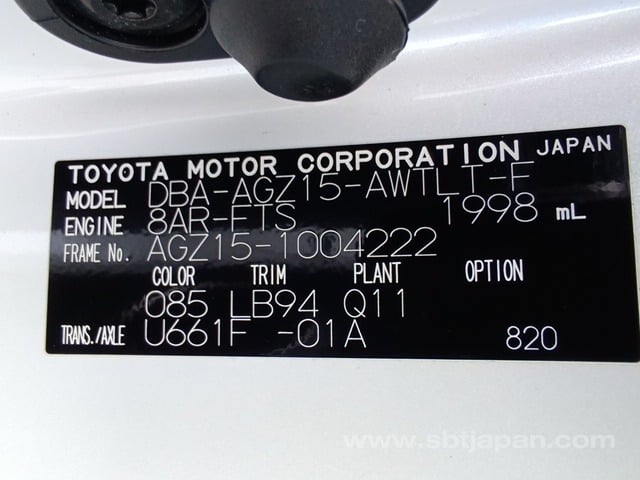 TOYOTA MOTOR CORPORATION JAPAN
MODEL DBA-AGZ15-AWTLT-F
ENGINE 8AR-FTS 1998 mL
FRAME No. AGZ15-1004222
COLOR TRIM PLANT OPTION
085 LB94 Q11
TRANS./AXLE U661F -01A 820
www.sbtjapan.com